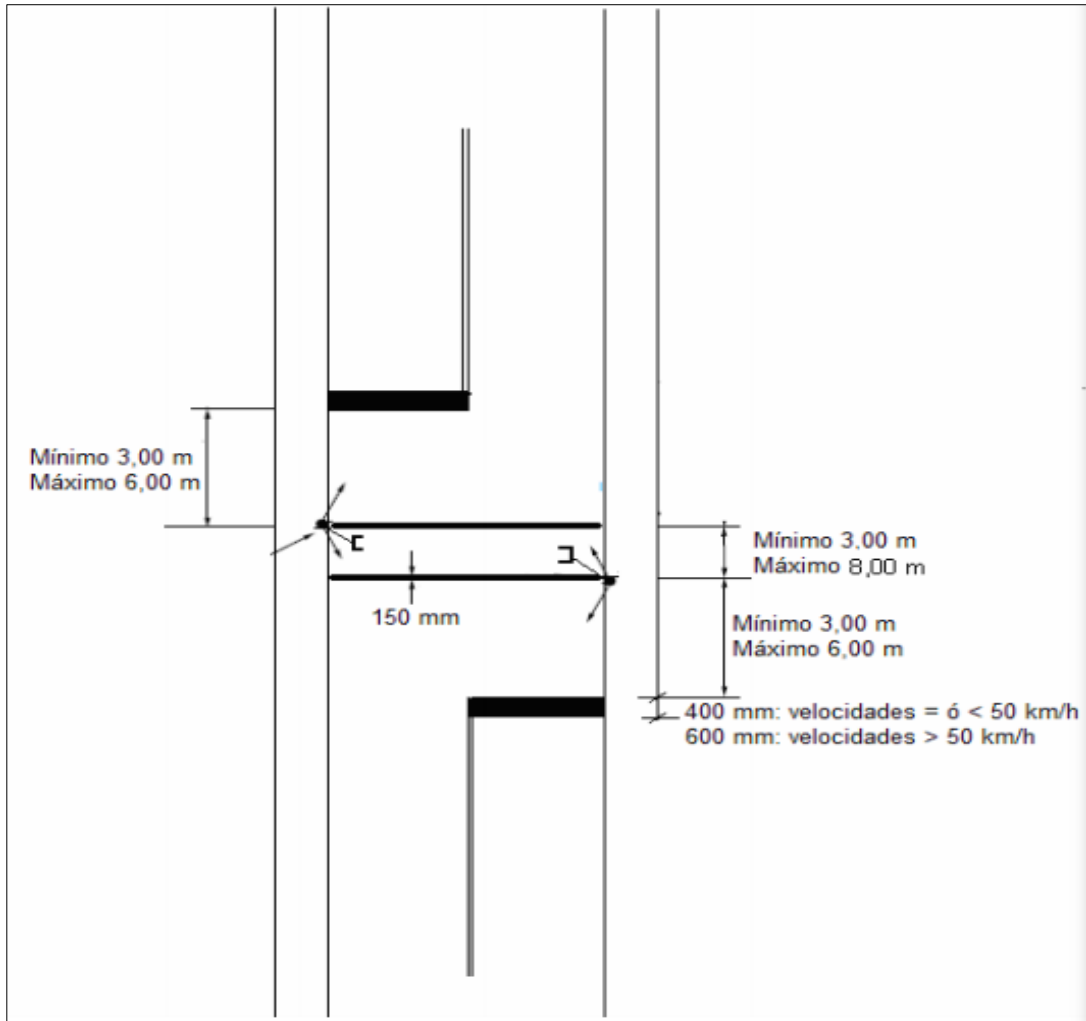 Mínimo 3,00 m
Máximo 6,00 m
Mínimo 3,00 m
Máximo 8,00 m
150 mm
Mínimo 3,00 m
Máximo 6,00 m
400 mm: velocidades = ó < 50 km/h
600 mm: velocidades > 50 km/h